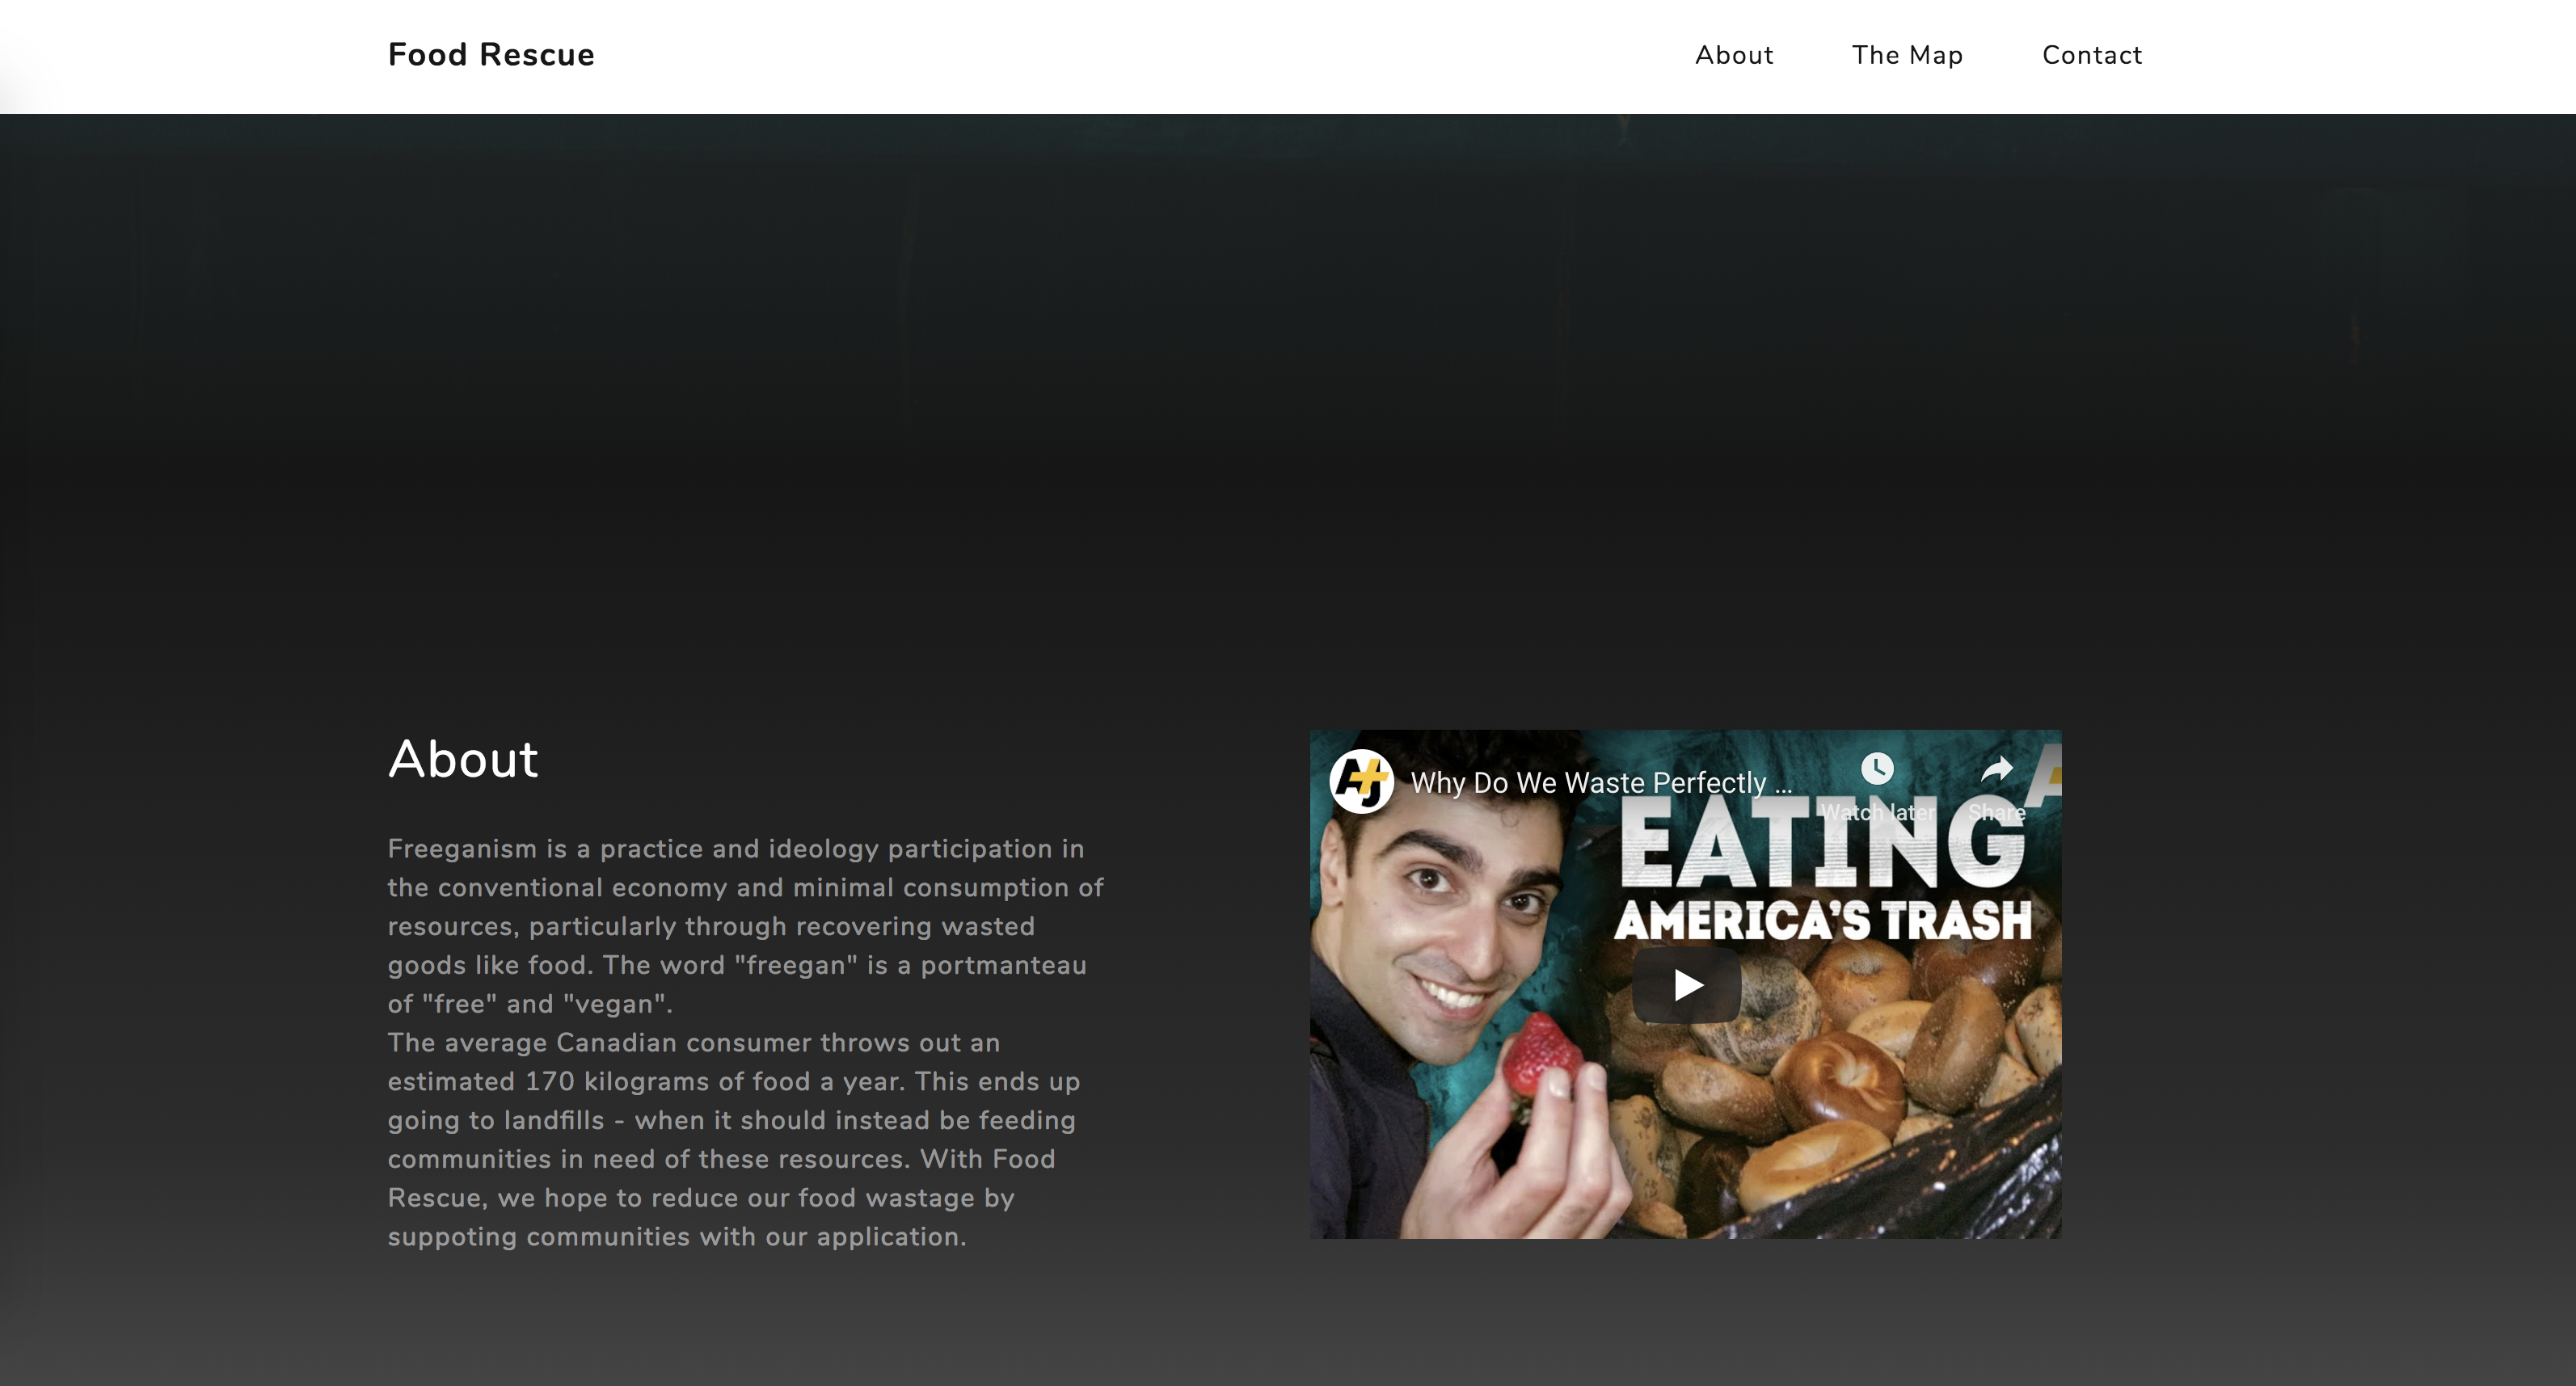 Food Rescue
About
The Map
Contact
About
Freeganism is a practice and ideology participation in
the conventional economy and minimal consumption of
resources, particularly through recovering wasted
goods like food. The word "freegan" is a portmanteau
of "free" and "vegan".
The average Canadian consumer throws out an
estimated 170 kilograms of food a year. This ends up
going to landfills - when it should instead be feeding
communities in need of these resources. With Food
Rescue, we hope to reduce our food wastage by
suppoting communities with our application.
AJ+
Why Do We Waste Perfectly ...
Watch later
Share
EATING
AMERICA'S TRASH